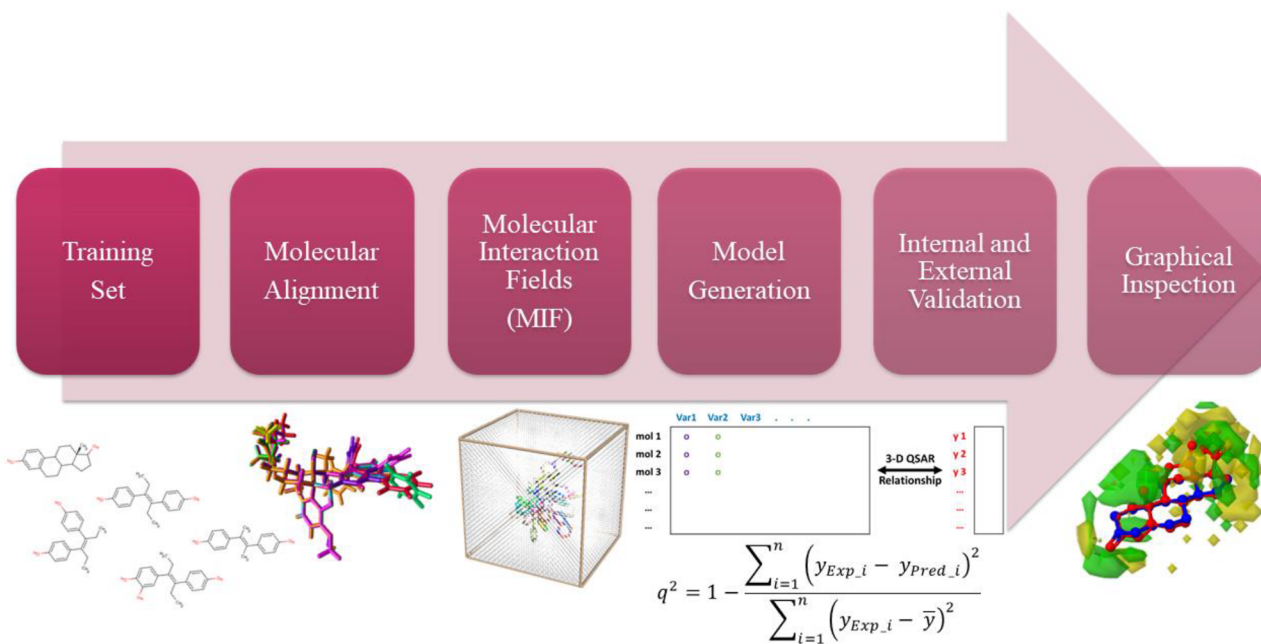 Training
Set
Molecular
Alignment
Molecular
Interaction
Fields
(MIF)
Model
Generation
Internal and
External
Validation
Graphical
Inspection
Var1 Var2 Var3 . . .
mol 1
mol 2
mol 3
...
...
3-D QSAR
Relationship
y 1
y 2
y 3
...
...
q² = 1 − ∑ⁿᵢ₌₁ (y_Exp_i − y_Pred_i)² / ∑ⁿᵢ₌₁ (y_Exp_i − ȳ)²